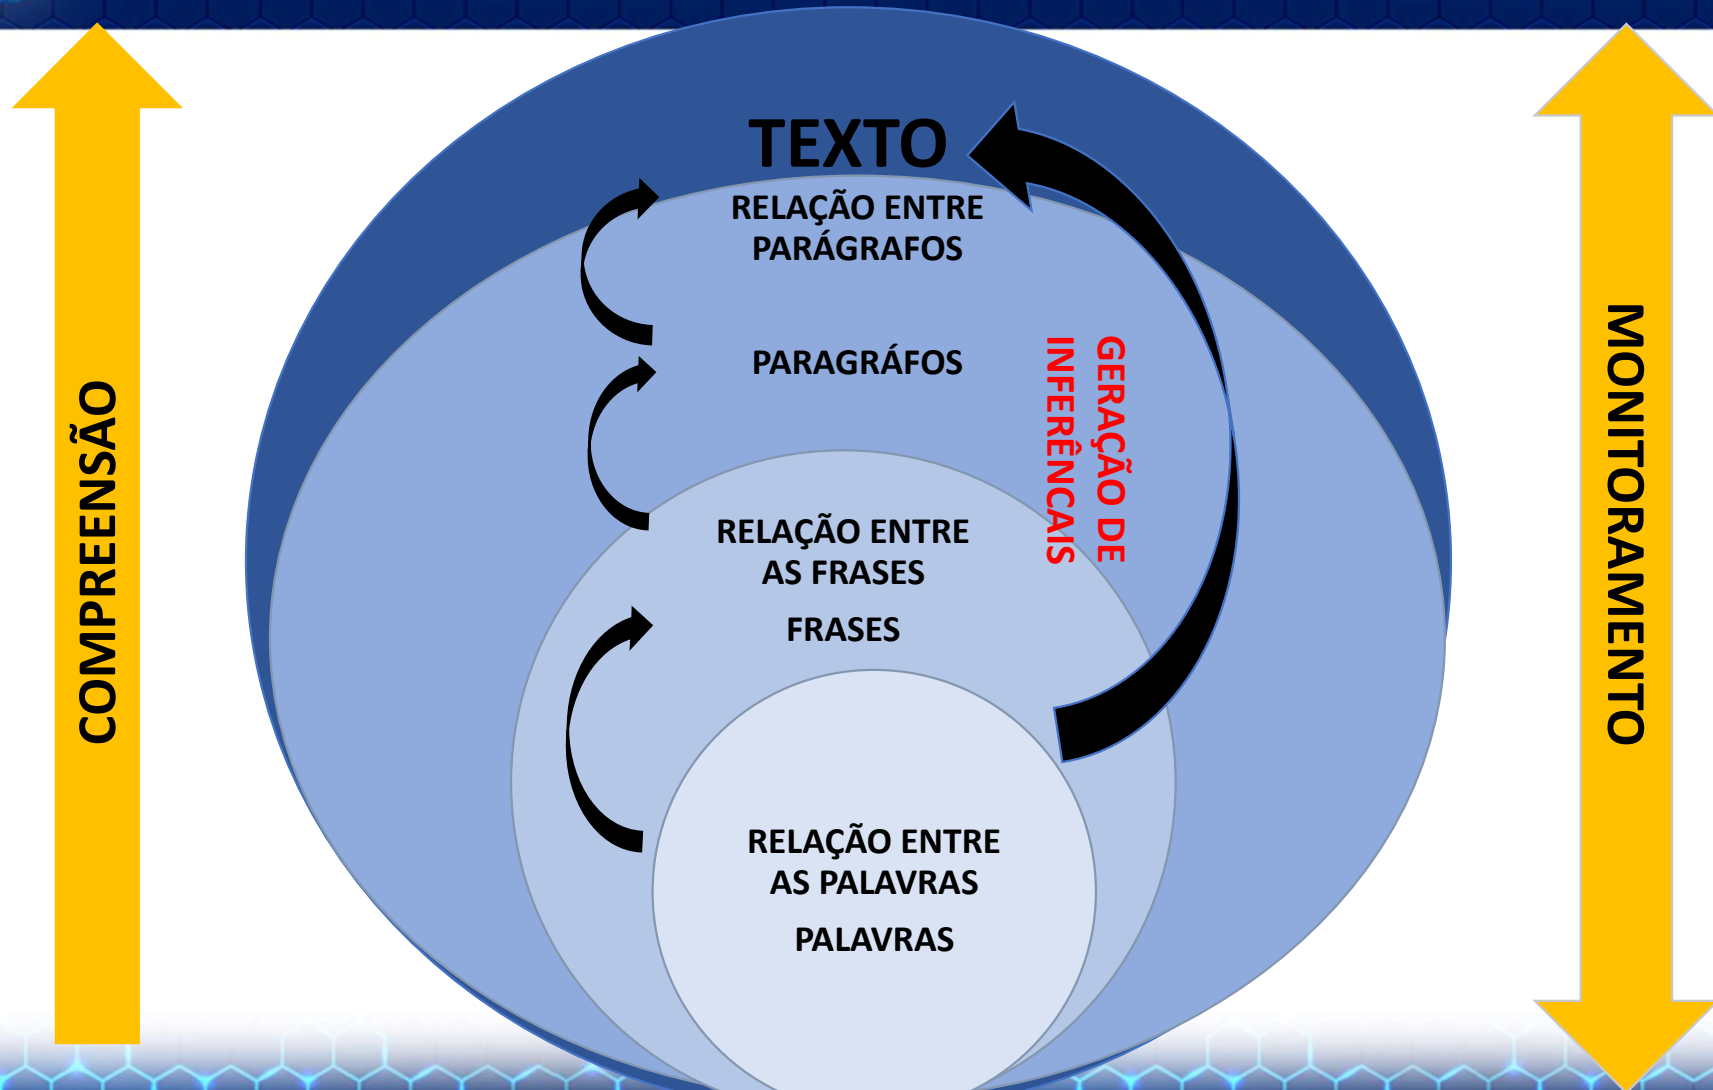 TEXTO
RELAÇÃO ENTRE
PARÁGRAFOS
PARAGRÁFOS
GERAÇÃO DE
INFERÊNCAIS
RELAÇÃO ENTRE
AS FRASES
FRASES
RELAÇÃO ENTRE
AS PALAVRAS
PALAVRAS
COMPREENSÃO
MONITORAMENTO